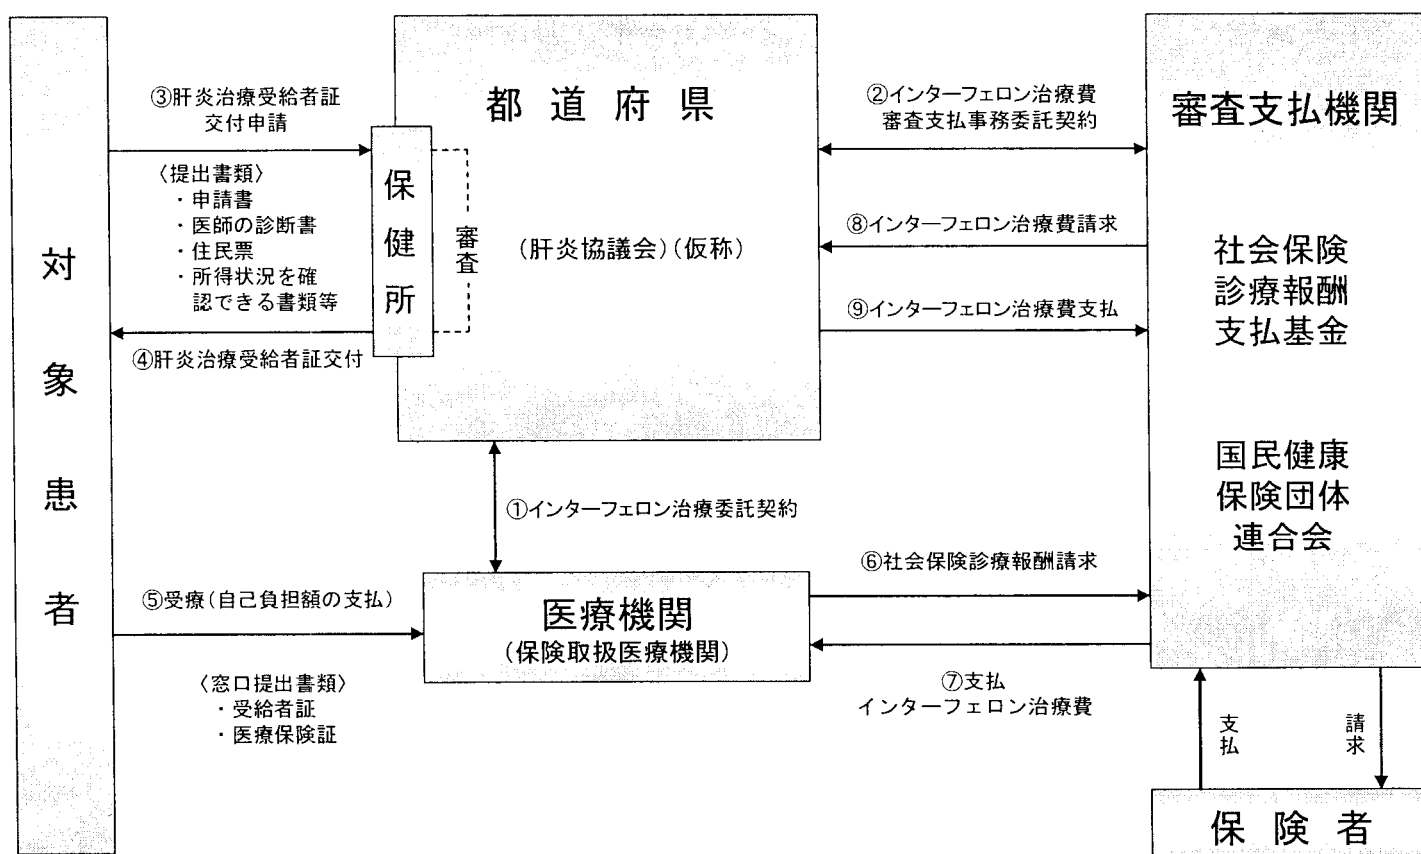 対象患者
③肝炎治療受給者証
交付申請
〈提出書類〉
・申請書
・医師の診断書
・住民票
・所得状況を確
認できる書類等
④肝炎治療受給者証交付
保健所
審査
都道府県
(肝炎協議会)(仮称)
②インターフェロン治療費
審査支払事務委託契約
⑧インターフェロン治療費請求
⑨インターフェロン治療費支払
審査支払機関
社会保険
診療報酬
支払基金
国民健康
保険団体
連合会
①インターフェロン治療委託契約
⑤受療(自己負担額の支払)
〈窓口提出書類〉
・受給者証
・医療保険証
医療機関
(保険取扱医療機関)
⑥社会保険診療報酬請求
⑦支払
インターフェロン治療費
支払
請求
保険者